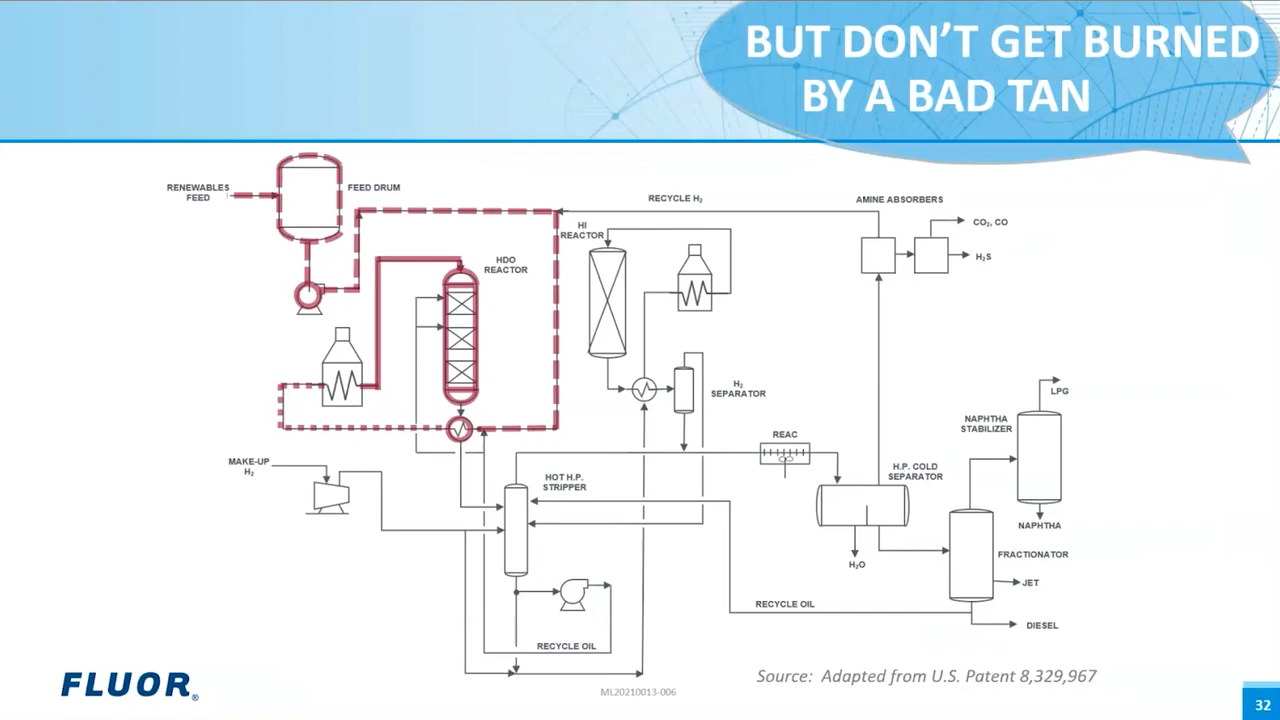 BUT DON'T GET BURNED
BY A BAD TAN
RENEWABLES
FEED
FEED DRUM
RECYCLE H₂
AMINE ABSORBERS
CO₂, CO
H₂S
HI
REACTOR
HDO
REACTOR
H₂
SEPARATOR
LPG
NAPHTHA
STABILIZER
REAC
MAKE-UP
H₂
HOT H.P.
STRIPPER
H.P. COLD
SEPARATOR
NAPHTHA
FRACTIONATOR
H₂O
JET
RECYCLE OIL
DIESEL
RECYCLE OIL
FLUOR®
ML20210013-006
Source: Adapted from U.S. Patent 8,329,967
32